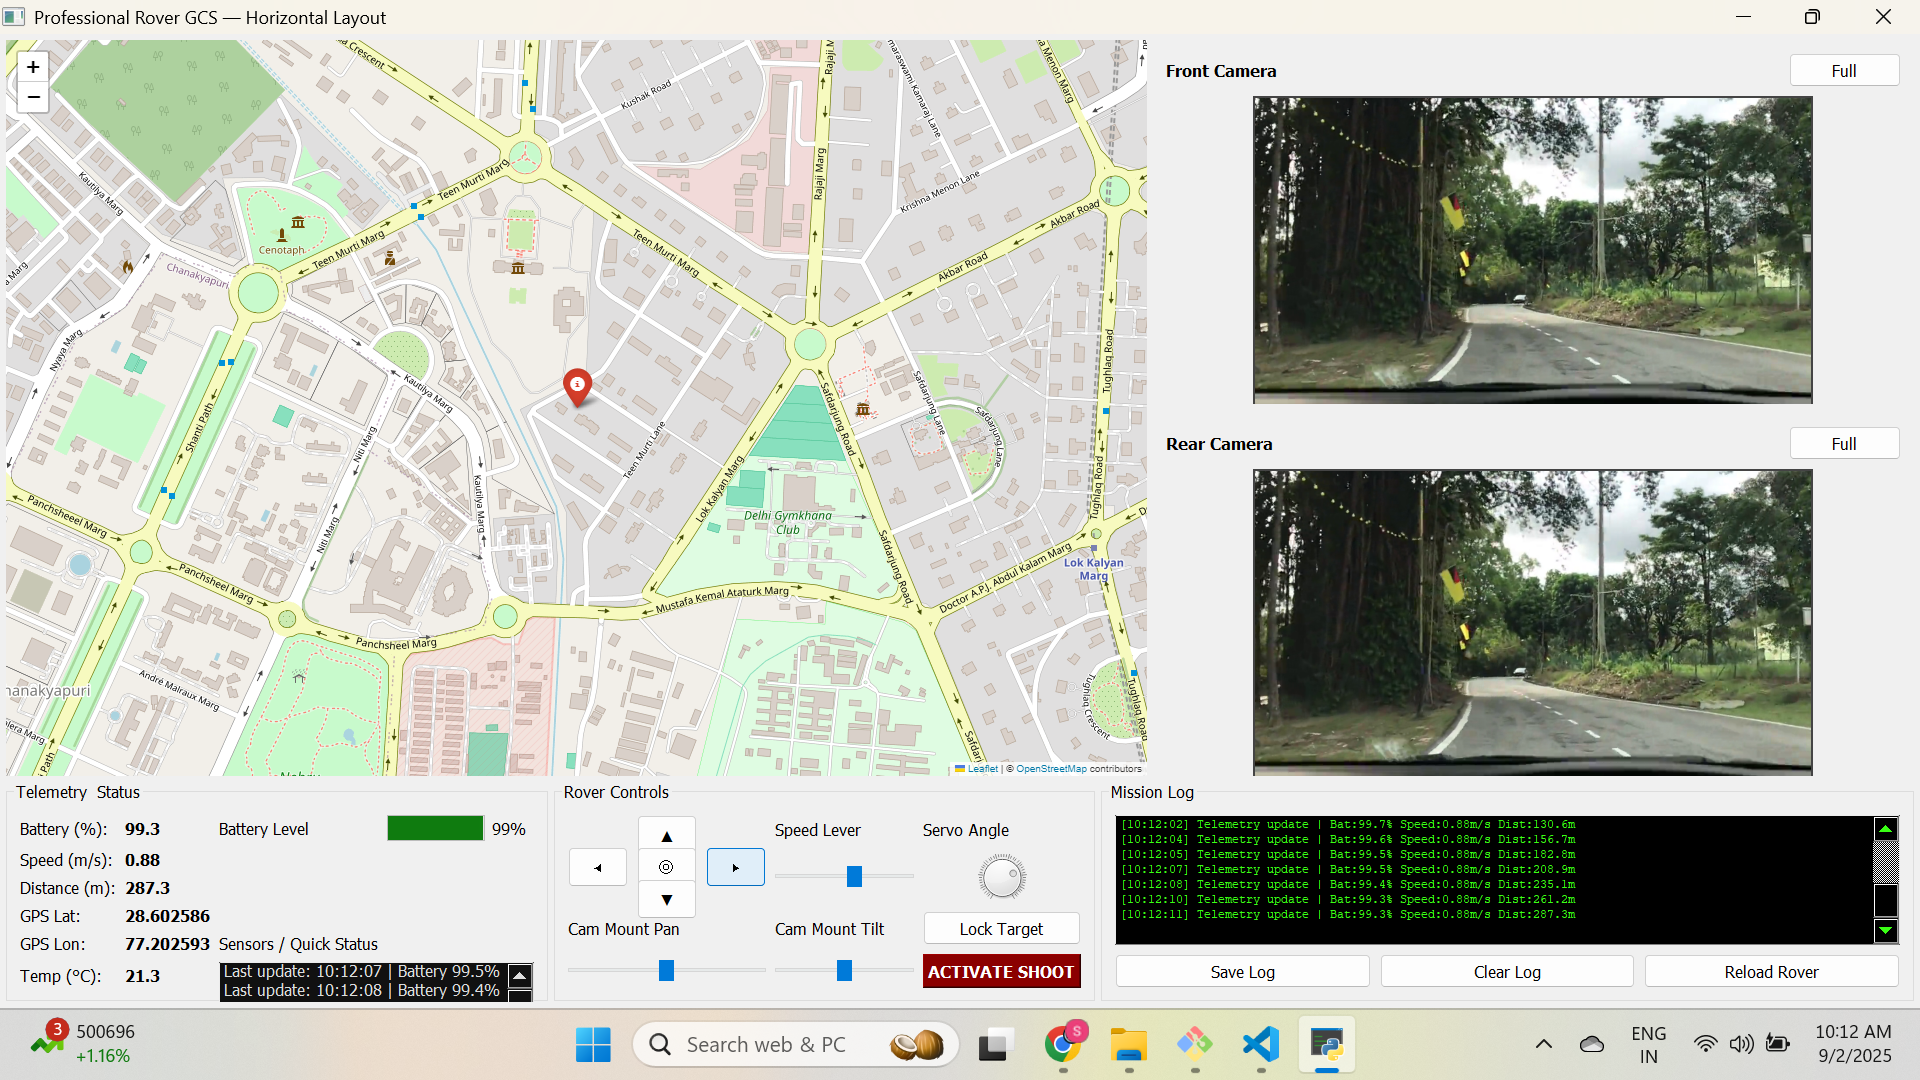 Professional Rover GCS — Horizontal Layout
+
−
Crescent
Kushak Road
Rajaji Marg
Kamaraj Lane
Menon Marg
Krishna Menon Lane
Rajaji Marg
Teen Murti Marg
Kautilya Marg
Akbar Road
Cenotaph
Teen Murti Marg
Teen Murti Marg
Chanakyapuri
Akbar Road
Nyaya Marg
Kautilya Marg
Tughlaq Road
Safdarjung Lane
Safdarjung Lane
Safdarjung Road
Shanti Path
Niti Marg
Teen Murti Lane
Lok Kalyan Marg
Tughlaq Road
Kautilya Marg
Panchsheel Marg
Niti Marg
Delhi Gymkhana
Club
Safdarjung Road
Lok Kalyan
Marg
Panchsheel Marg
Doctor A.P.J. Abdul Kalam Marg
Mustafa Kemal Ataturk Marg
Panchsheel Marg
André Malraux Marg
hanakyapuri
Tughlaq Crescent
Tughlaq Road
Path
Leaflet | © OpenStreetMap contributors
Front Camera
Full
Rear Camera
Full
Telemetry Status
Battery (%): 99.3
Battery Level
99%
Speed (m/s): 0.88
Distance (m): 287.3
GPS Lat: 28.602586
GPS Lon: 77.202593
Sensors / Quick Status
Temp (°C): 21.3
Last update: 10:12:07 | Battery 99.5%
Last update: 10:12:08 | Battery 99.4%
Rover Controls
Speed Lever
Servo Angle
Cam Mount Pan
Cam Mount Tilt
Lock Target
ACTIVATE SHOOT
Mission Log
[10:12:02] Telemetry update | Bat:99.7% Speed:0.88m/s Dist:130.6m
[10:12:04] Telemetry update | Bat:99.6% Speed:0.88m/s Dist:156.7m
[10:12:05] Telemetry update | Bat:99.5% Speed:0.88m/s Dist:182.8m
[10:12:07] Telemetry update | Bat:99.5% Speed:0.88m/s Dist:208.9m
[10:12:08] Telemetry update | Bat:99.4% Speed:0.88m/s Dist:235.1m
[10:12:10] Telemetry update | Bat:99.3% Speed:0.88m/s Dist:261.2m
[10:12:11] Telemetry update | Bat:99.3% Speed:0.88m/s Dist:287.3m
Save Log
Clear Log
Reload Rover
3
500696
+1.16%
Search web & PC
S
ENG
IN
10:12 AM
9/2/2025